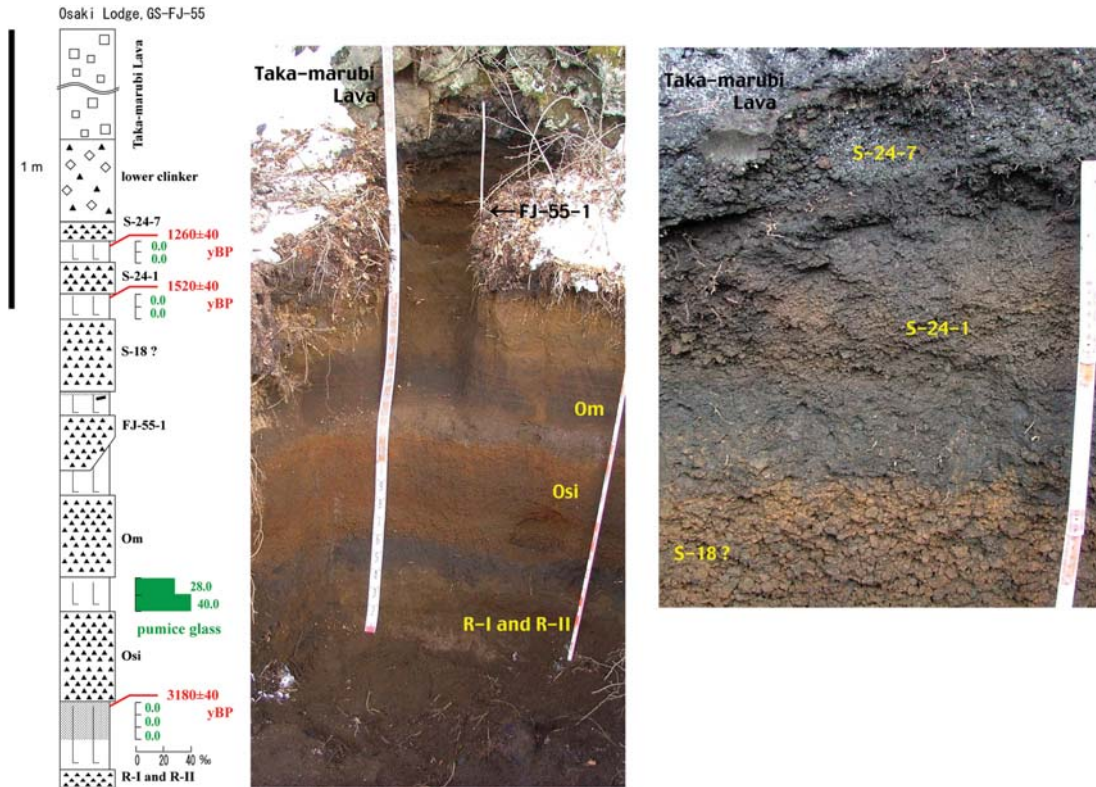 Osaki Lodge, GS-FJ-55
1 m
Taka-marubi Lava
lower clinker
S-24-7
1260±40
yBP
0.0
0.0
S-24-1
1520±40
yBP
0.0
0.0
S-18 ?
FJ-55-1
Om
28.0
40.0
pumice glass
Osi
3180±40
yBP
0.0
0.0
0.0
0 20 40 ‰
R-I and R-II
Taka-marubi
Lava
←FJ-55-1
Om
Osi
R-I and R-II
Taka-marubi
Lava
S-24-7
S-24-1
S-18 ?